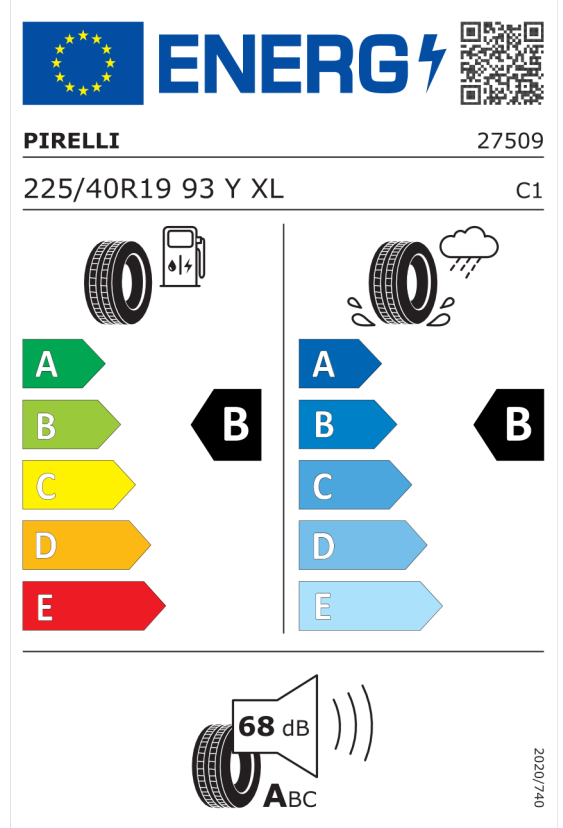 ENERG
PIRELLI
27509
225/40R19 93 Y XL
C1
A
B
C
D
E
B
A
B
C
D
E
B
68 dB
ABC
2020/740